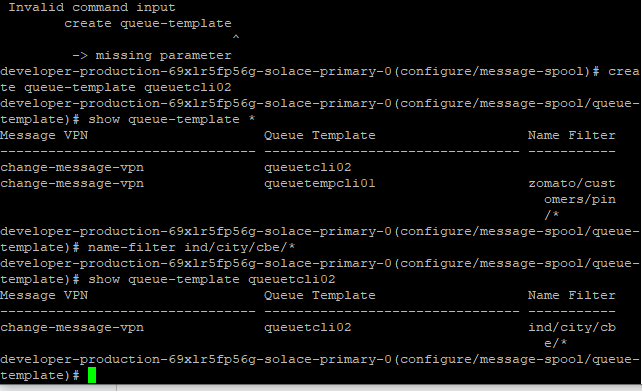 Invalid command input
create queue-template
^
-> missing parameter
developer-production-69xlr5fp56g-solace-primary-0(configure/message-spool)# crea
te queue-template queuetcli02
developer-production-69xlr5fp56g-solace-primary-0(configure/message-spool/queue-
template)# show queue-template *
Message VPN                      Queue Template                   Name Filter
-------------------------------- -------------------------------- -----------
change-message-vpn               queuetcli02
change-message-vpn               queuetempcli01                   zomato/cust
omers/pin
/*
developer-production-69xlr5fp56g-solace-primary-0(configure/message-spool/queue-
template)# name-filter ind/city/cbe/*
developer-production-69xlr5fp56g-solace-primary-0(configure/message-spool/queue-
template)# show queue-template queuetcli02
Message VPN                      Queue Template                   Name Filter
-------------------------------- -------------------------------- -----------
change-message-vpn               queuetcli02                      ind/city/cb
e/*
developer-production-69xlr5fp56g-solace-primary-0(configure/message-spool/queue-
template)#